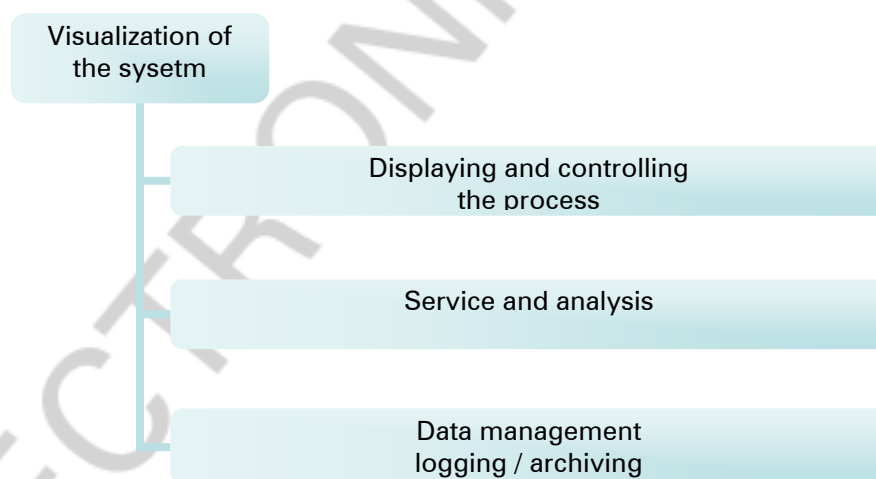 Visualization of
the sysetm
Displaying and controlling
the process
Service and analysis
Data management
logging / archiving